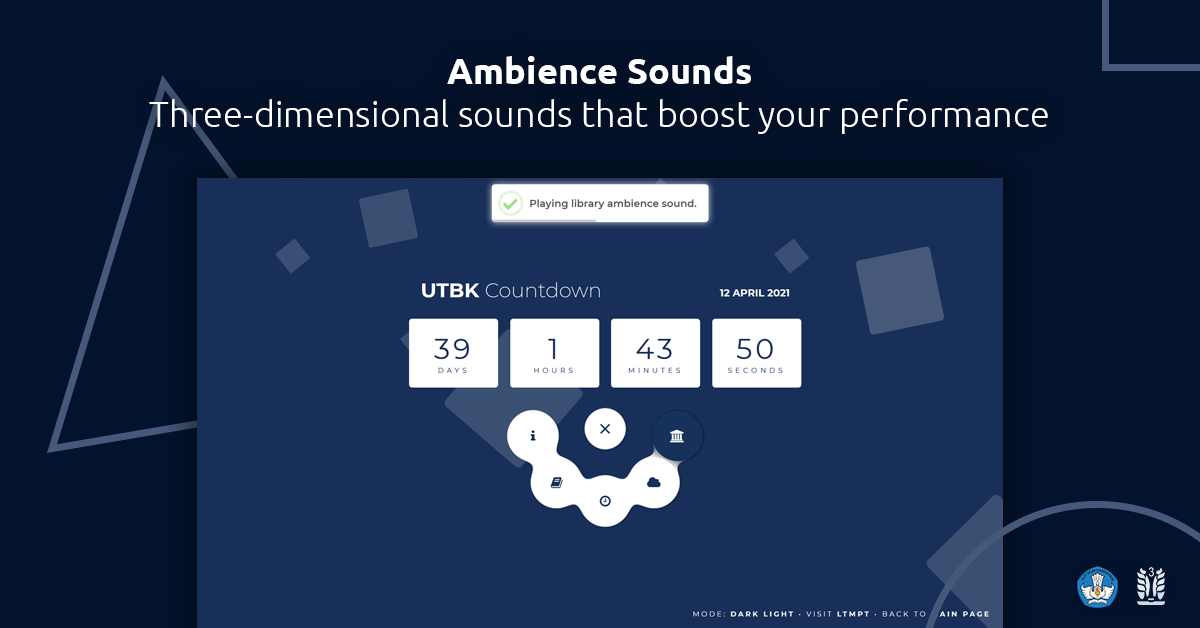 Ambience Sounds
Three-dimensional sounds that boost your performance
Playing library ambience sound.
UTBK Countdown
12 APRIL 2021
39 1 43 50
DAYS HOURS MINUTES SECONDS
MODE: DARK LIGHT · VISIT LTMPT · BACK TO AIN PAGE
3